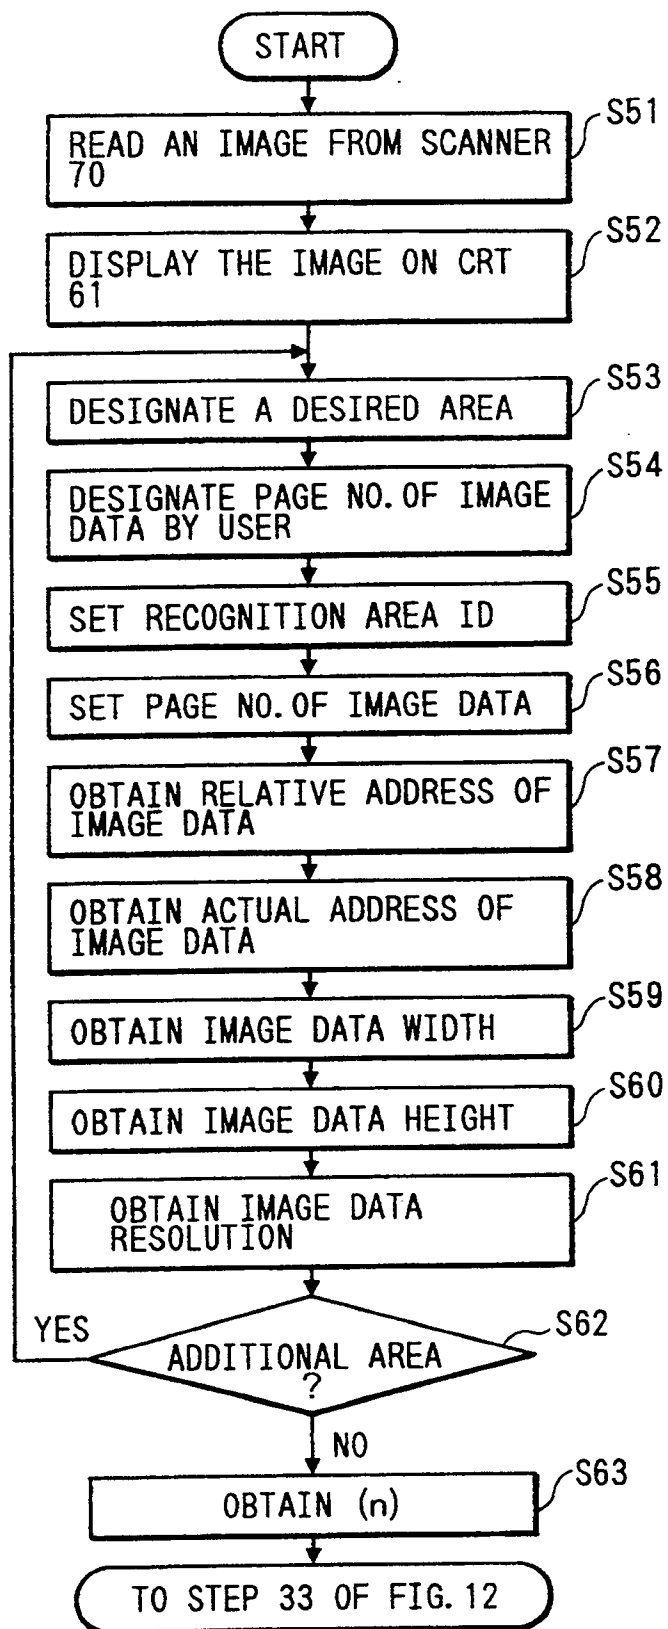 START
S51
READ AN IMAGE FROM SCANNER
70
S52
DISPLAY THE IMAGE ON CRT
61
S53
DESIGNATE A DESIRED AREA
S54
DESIGNATE PAGE NO. OF IMAGE
DATA BY USER
S55
SET RECOGNITION AREA ID
S56
SET PAGE NO. OF IMAGE DATA
S57
OBTAIN RELATIVE ADDRESS OF
IMAGE DATA
S58
OBTAIN ACTUAL ADDRESS OF
IMAGE DATA
S59
OBTAIN IMAGE DATA WIDTH
S60
OBTAIN IMAGE DATA HEIGHT
S61
OBTAIN IMAGE DATA
RESOLUTION
YES
S62
ADDITIONAL AREA
?
NO
S63
OBTAIN (n)
TO STEP 33 OF FIG. 12